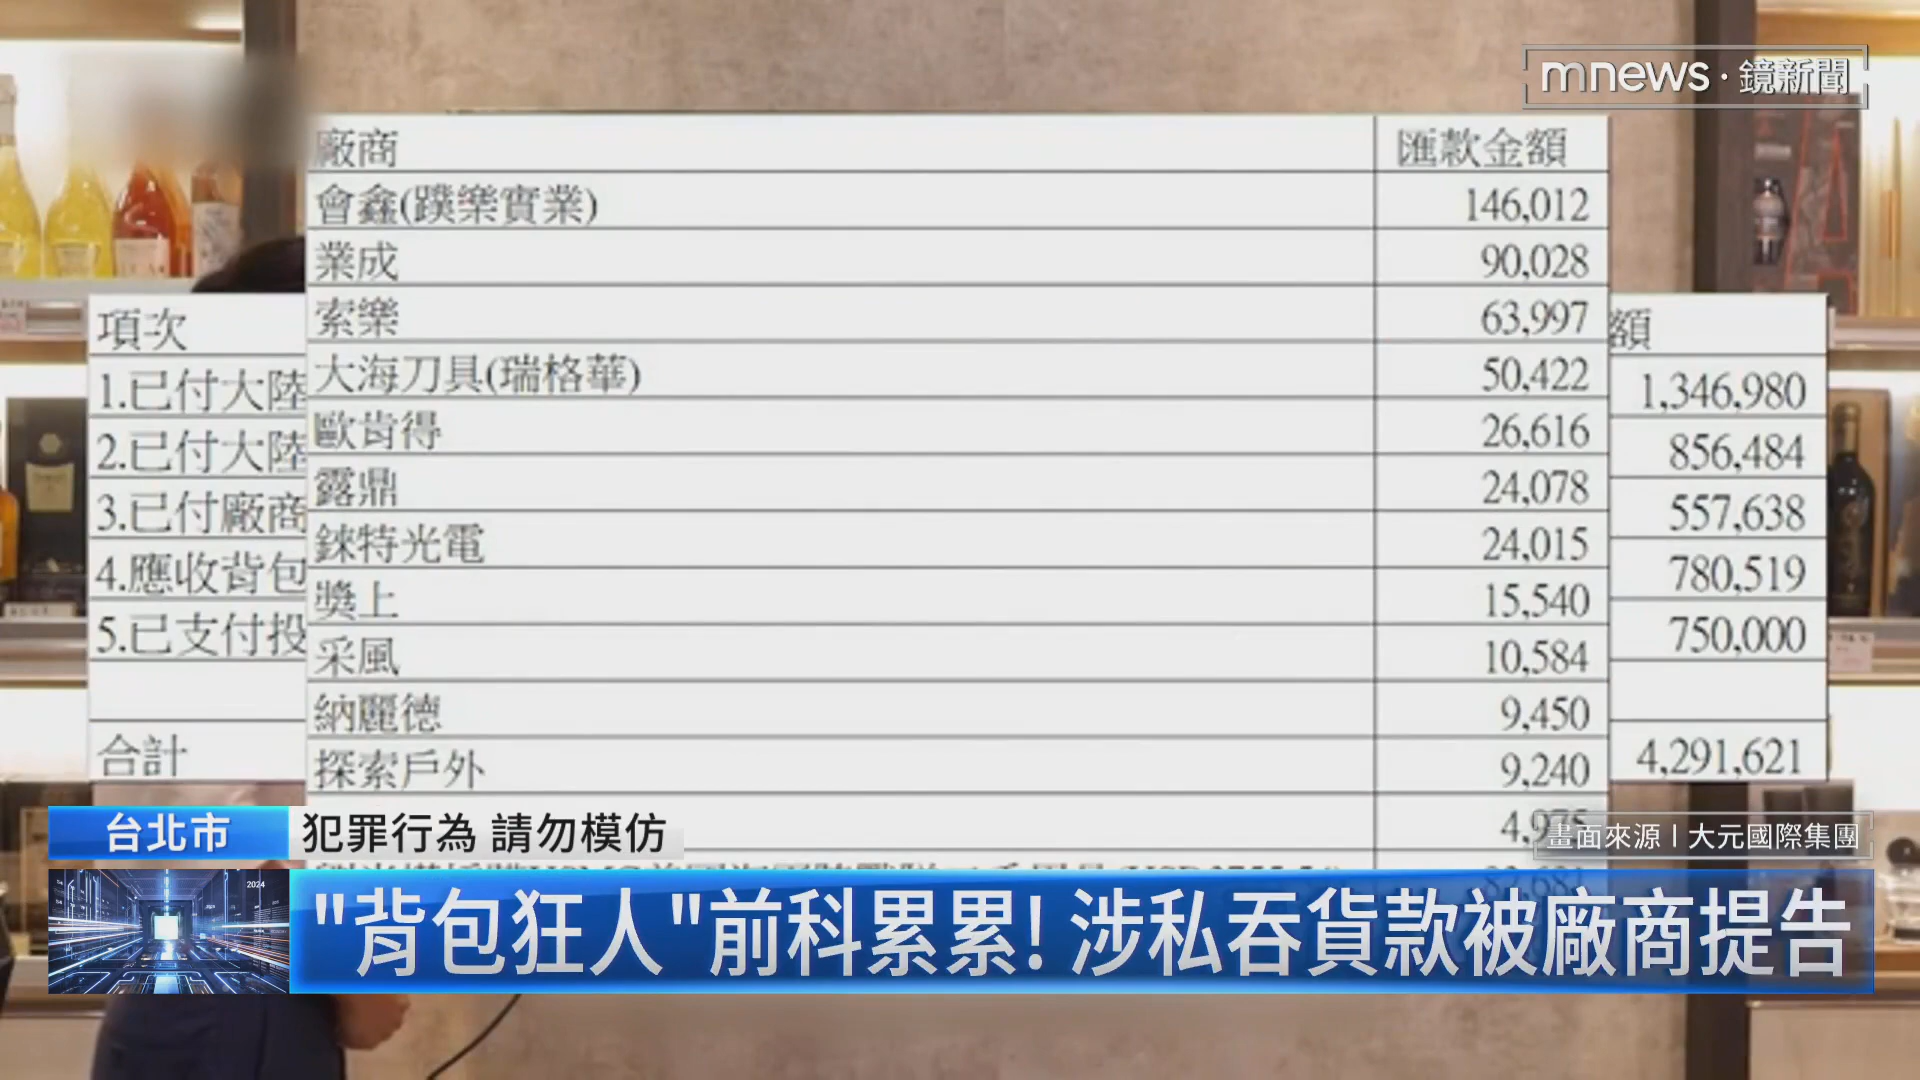 mnews·鏡新聞
廠商 匯款金額
會鑫(蹼樂實業) 146,012
業成 90,028
索樂 63,997
大海刀具(瑞格華) 50,422
歐肯得 26,616
露鼎 24,078
錸特光電 24,015
獎上 15,540
采風 10,584
納麗德 9,450
探索戶外 9,240
4,975
項次 額
1.已付大陸 1,346,980
2.已付大陸 856,484
3.已付廠商 557,638
4.應收背包 780,519
5.已支付投 750,000
合計 4,291,621
台北市 犯罪行為 請勿模仿
畫面來源 | 大元國際集團
2024
"背包狂人"前科累累! 涉私吞貨款被廠商提告